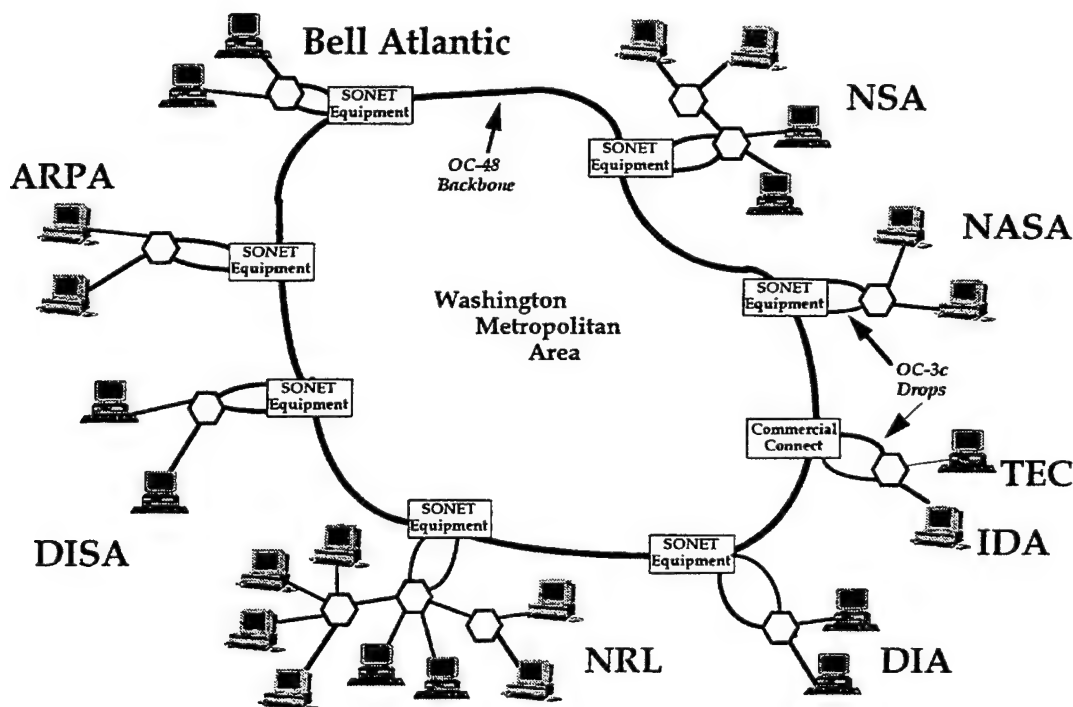 Bell Atlantic
SONET
Equipment
OC-48
Backbone
NSA
SONET
Equipment
ARPA
SONET
Equipment
NASA
SONET
Equipment
Washington
Metropolitan
Area
OC-3c
Drops
SONET
Equipment
Commercial
Connect
TEC
IDA
DISA
SONET
Equipment
SONET
Equipment
NRL
DIA